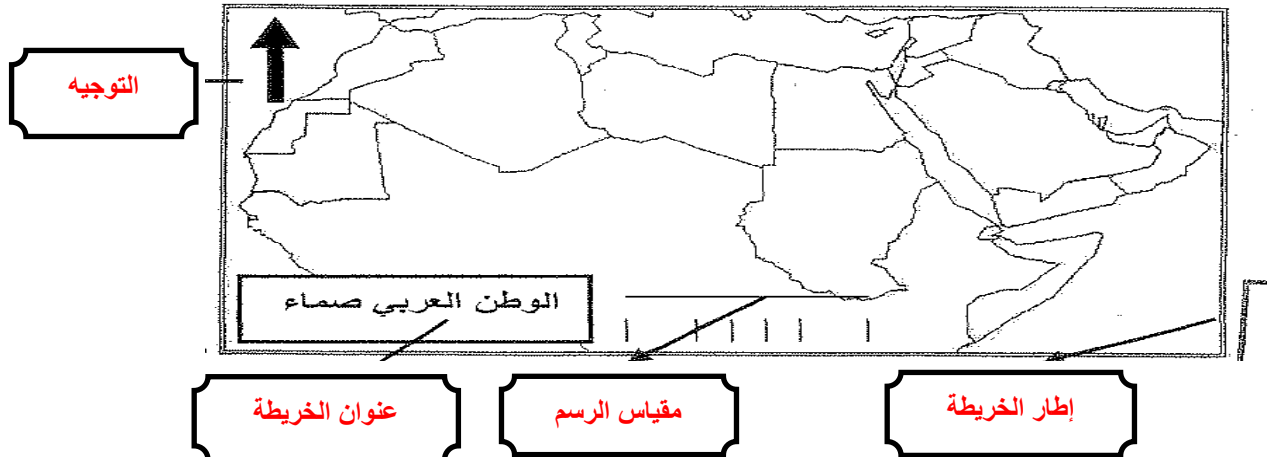 التوجيه
الوطن العربي صماء
إطار الخريطة
مقياس الرسم
عنوان الخريطة